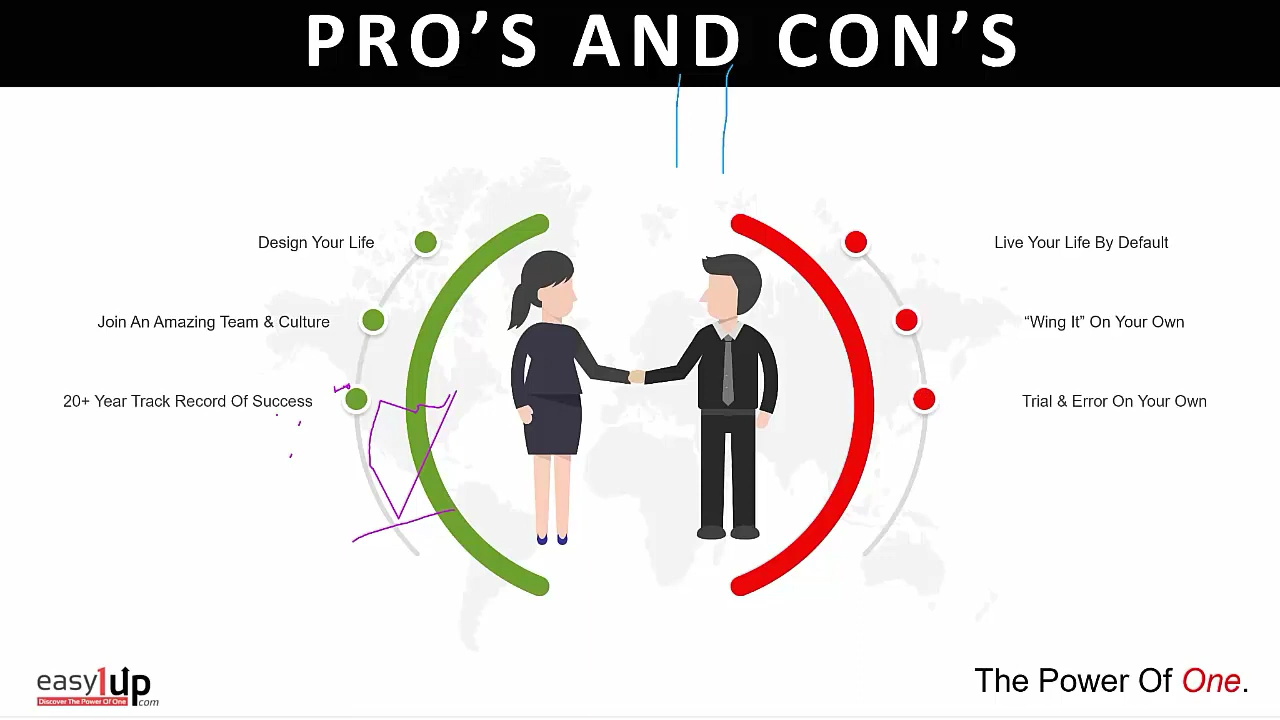 PRO’S AND CON’S
Design Your Life
Live Your Life By Default
Join An Amazing Team & Culture
“Wing It” On Your Own
20+ Year Track Record Of Success
Trial & Error On Your Own
easy1up
Discover The Power Of One
.com
The Power Of One.